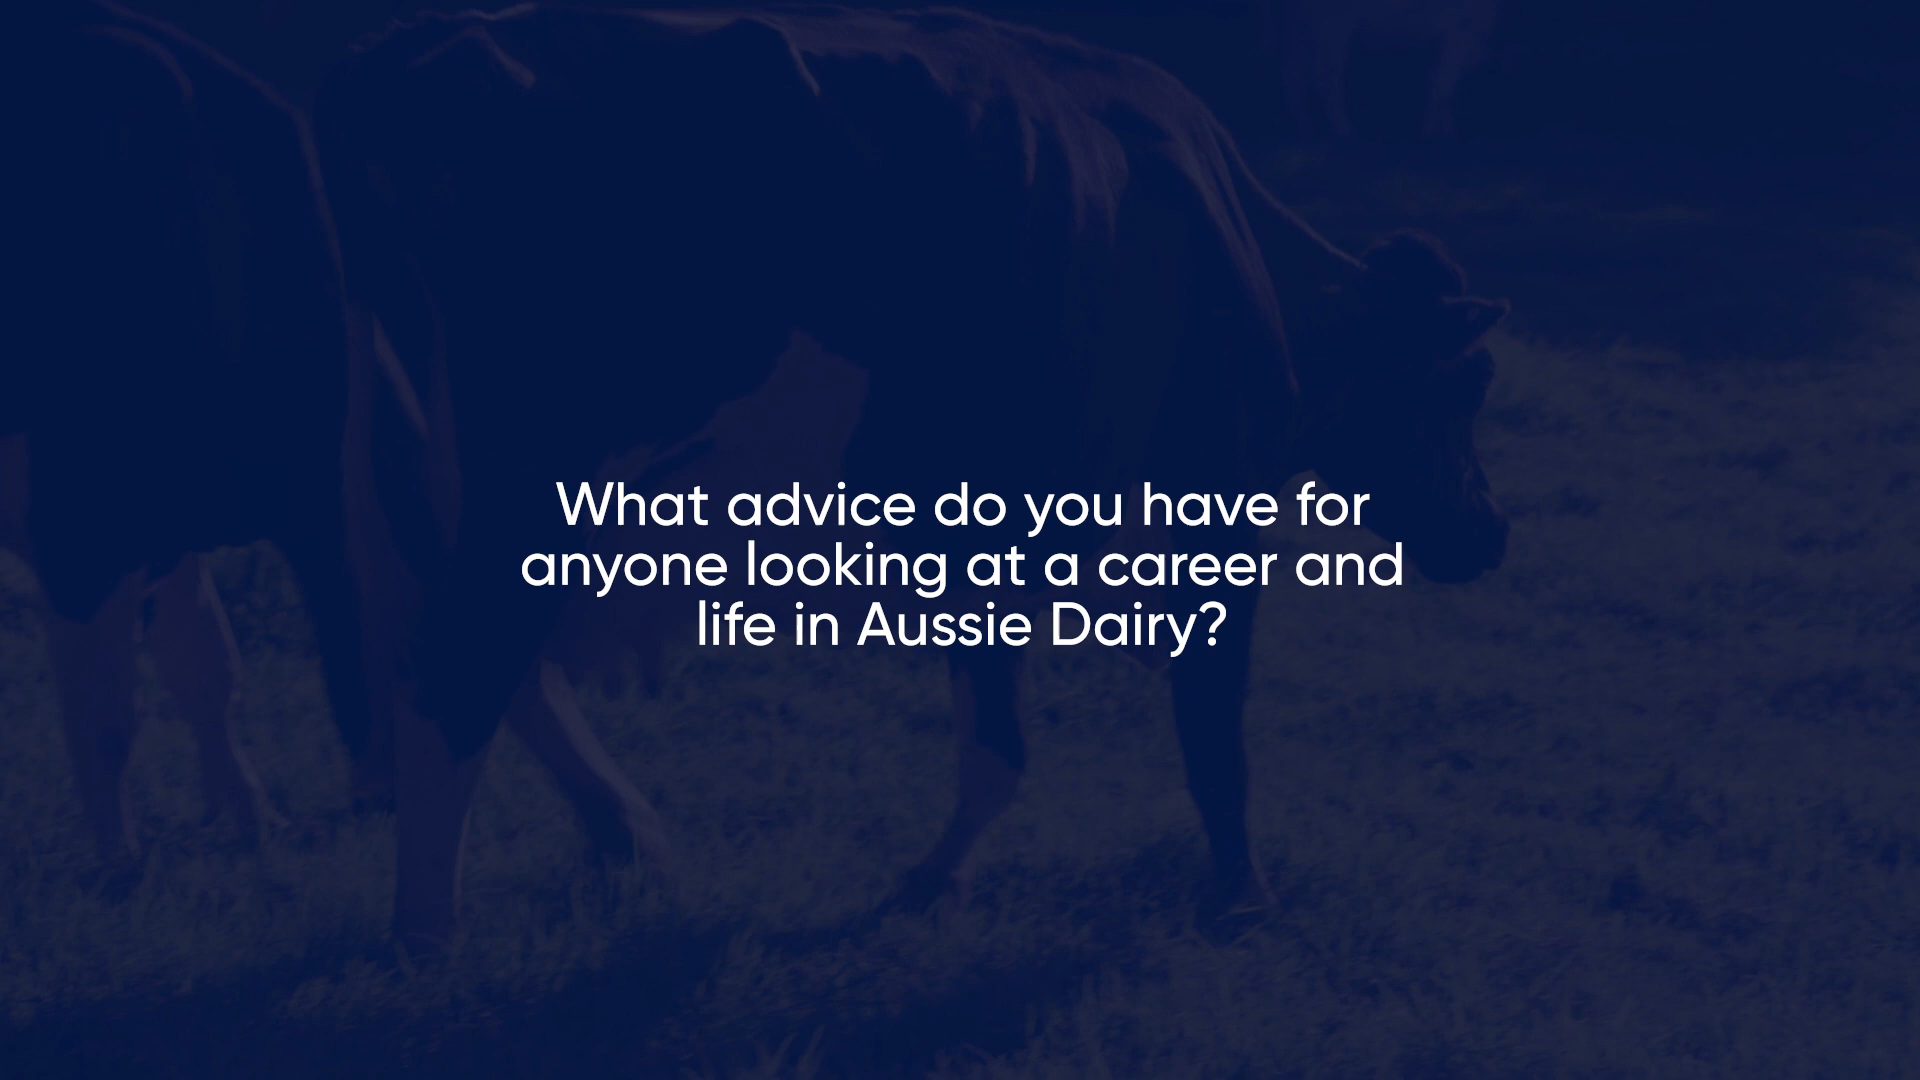 What advice do you have for
anyone looking at a career and
life in Aussie Dairy?